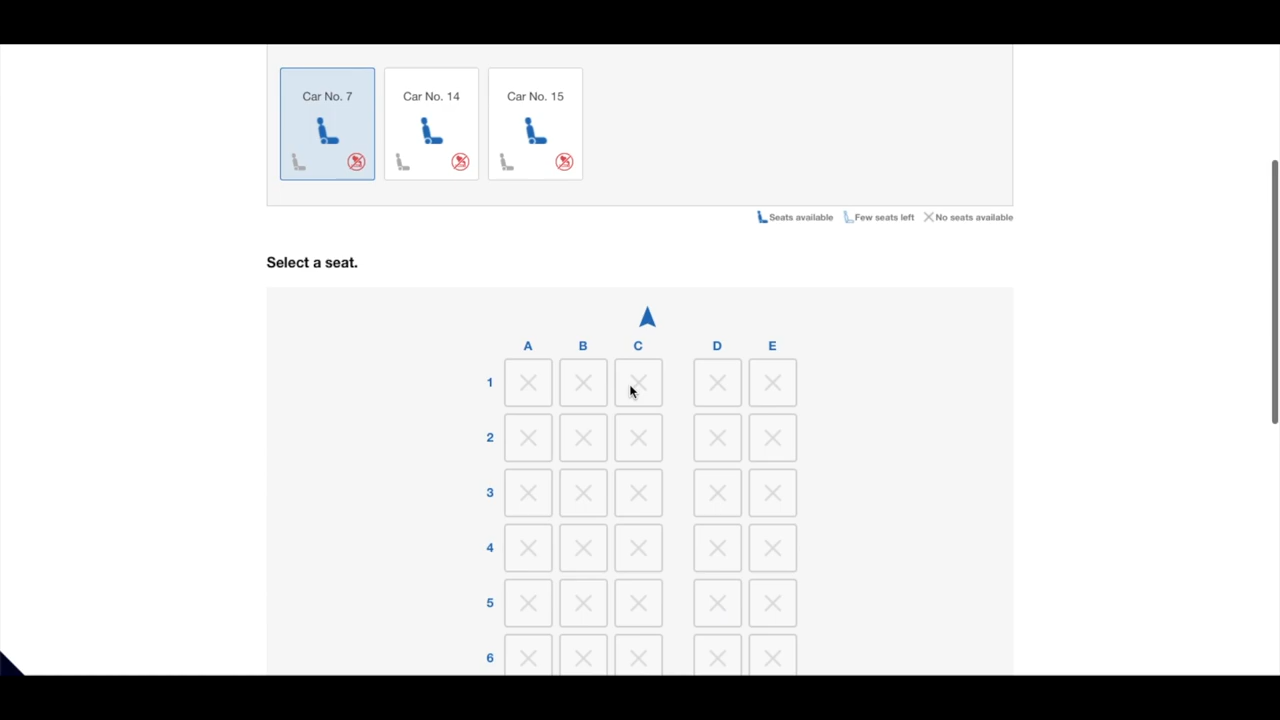 Car No. 7 Car No. 14 Car No. 15
Seats available Few seats left No seats available
Select a seat.
A B C D E
1
2
3
4
5
6